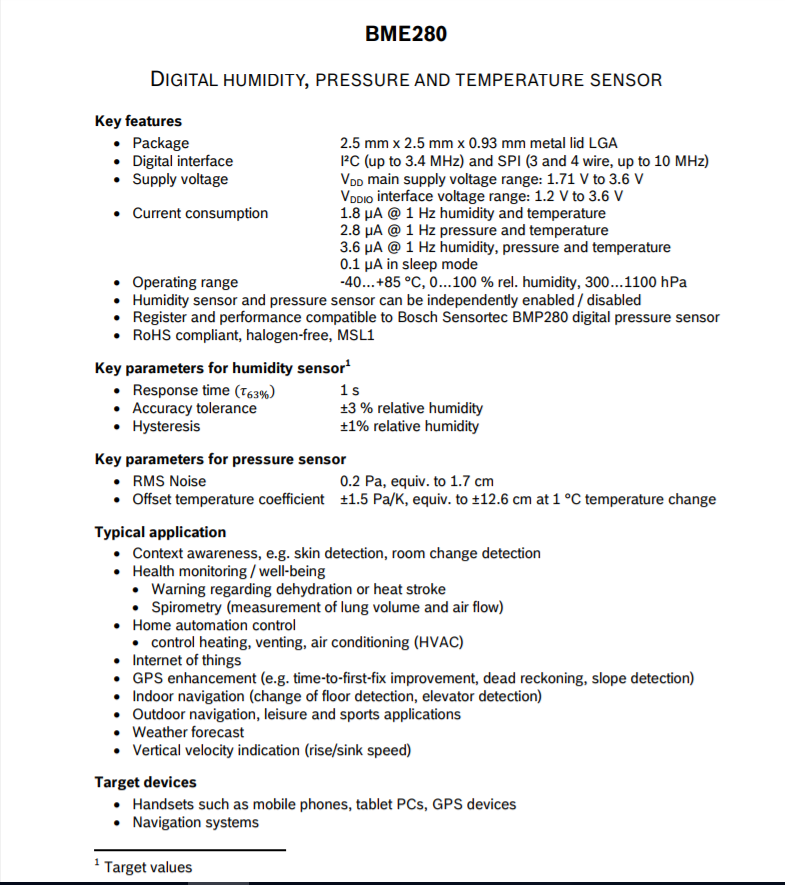 BME280
DIGITAL HUMIDITY, PRESSURE AND TEMPERATURE SENSOR
Key features
• Package 2.5 mm x 2.5 mm x 0.93 mm metal lid LGA
• Digital interface I²C (up to 3.4 MHz) and SPI (3 and 4 wire, up to 10 MHz)
• Supply voltage VDD main supply voltage range: 1.71 V to 3.6 V
VDDIO interface voltage range: 1.2 V to 3.6 V
• Current consumption 1.8 µA @ 1 Hz humidity and temperature
2.8 µA @ 1 Hz pressure and temperature
3.6 µA @ 1 Hz humidity, pressure and temperature
0.1 µA in sleep mode
• Operating range -40…+85 °C, 0…100 % rel. humidity, 300…1100 hPa
• Humidity sensor and pressure sensor can be independently enabled / disabled
• Register and performance compatible to Bosch Sensortec BMP280 digital pressure sensor
• RoHS compliant, halogen-free, MSL1
Key parameters for humidity sensor¹
• Response time (τ63%) 1 s
• Accuracy tolerance ±3 % relative humidity
• Hysteresis ±1% relative humidity
Key parameters for pressure sensor
• RMS Noise 0.2 Pa, equiv. to 1.7 cm
• Offset temperature coefficient ±1.5 Pa/K, equiv. to ±12.6 cm at 1 °C temperature change
Typical application
• Context awareness, e.g. skin detection, room change detection
• Health monitoring / well-being
• Warning regarding dehydration or heat stroke
• Spirometry (measurement of lung volume and air flow)
• Home automation control
• control heating, venting, air conditioning (HVAC)
• Internet of things
• GPS enhancement (e.g. time-to-first-fix improvement, dead reckoning, slope detection)
• Indoor navigation (change of floor detection, elevator detection)
• Outdoor navigation, leisure and sports applications
• Weather forecast
• Vertical velocity indication (rise/sink speed)
Target devices
• Handsets such as mobile phones, tablet PCs, GPS devices
• Navigation systems
¹ Target values